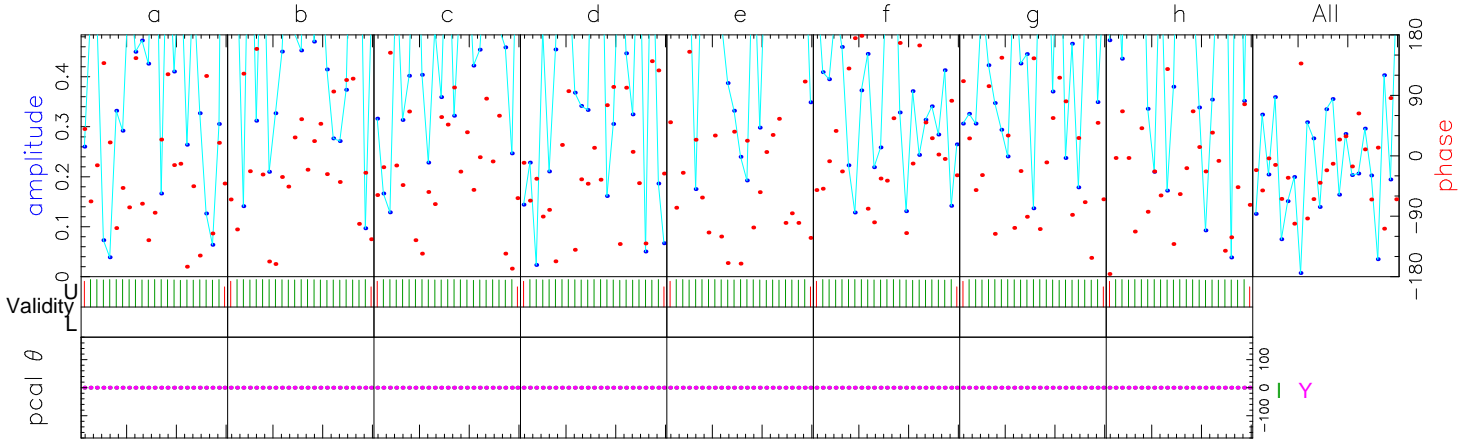 a b c d e f g h All
amplitude
0 0.1 0.2 0.3 0.4
phase
180 90 0 −90 −180
Validity
U
L
pcal θ
100 0 −100
I Y